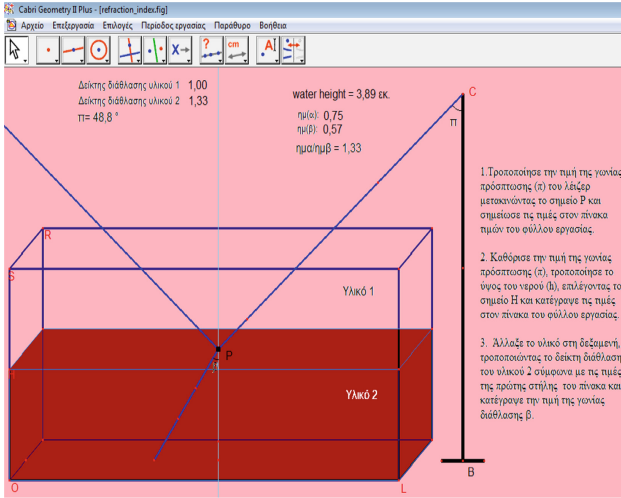 Cabri Geometry II Plus - [refraction_index.fig]
Αρχείο Επεξεργασία Επιλογές Περίοδος εργασίας Παράθυρο Βοήθεια
Δείκτης διάθλασης υλικού 1 1,00
Δείκτης διάθλασης υλικού 2 1,33
π= 48,8 °
water height = 3,89 εκ.
ημ(α): 0,75
ημ(β): 0,57
ημα/ημβ = 1,33
C
π
1.Τροποποίησε την τιμή της γωνίας
πρόσπτωσης (π) του λέιζερ
μετακινώντας το σημείο P και
σημείωσε τις τιμές στον πίνακα
τιμών του φύλλου εργασίας.
2. Καθόρισε την τιμή της γωνίας
πρόσπτωσης (π), τροποποίησε το
ύψος του νερού (h), επιλέγοντας το
σημείο H και κατέγραψε τις τιμές
στον πίνακα του φύλλου εργασίας.
3. Άλλαξε το υλικό στη δεξαμενή,
τροποποιώντας το δείκτη διάθλαση
του υλικού 2 σύμφωνα με τις τιμές
της πρώτης στήλης του πίνακα και
κατέγραψε την τιμή της γωνίας
διάθλασης β.
R
S
Υλικό 1
P
Υλικό 2
O
L
B